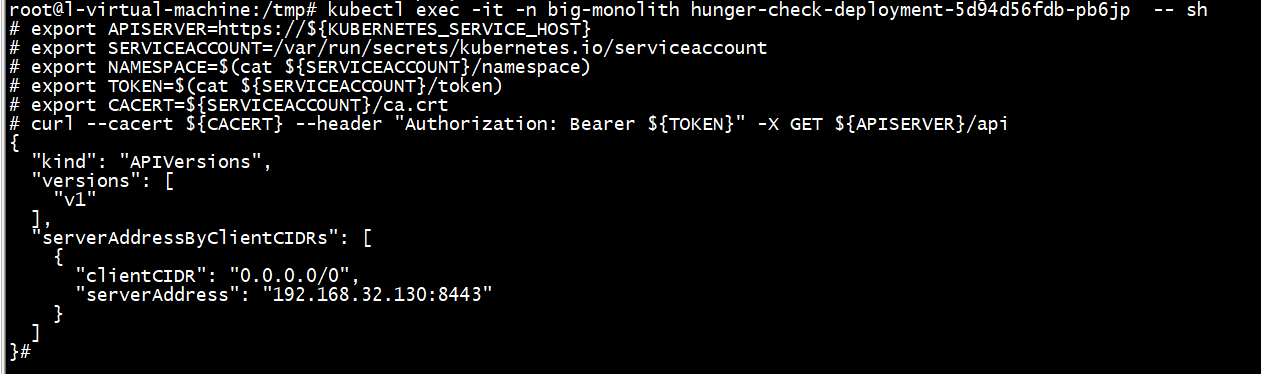 root@l-virtual-machine:/tmp# kubectl exec -it -n big-monolith hunger-check-deployment-5d94d56fdb-pb6jp  -- sh
# export APISERVER=https://${KUBERNETES_SERVICE_HOST}
# export SERVICEACCOUNT=/var/run/secrets/kubernetes.io/serviceaccount
# export NAMESPACE=$(cat ${SERVICEACCOUNT}/namespace)
# export TOKEN=$(cat ${SERVICEACCOUNT}/token)
# export CACERT=${SERVICEACCOUNT}/ca.crt
# curl --cacert ${CACERT} --header "Authorization: Bearer ${TOKEN}" -X GET ${APISERVER}/api
{
  "kind": "APIVersions",
  "versions": [
    "v1"
  ],
  "serverAddressByClientCIDRs": [
    {
      "clientCIDR": "0.0.0.0/0",
      "serverAddress": "192.168.32.130:8443"
    }
  ]
}#